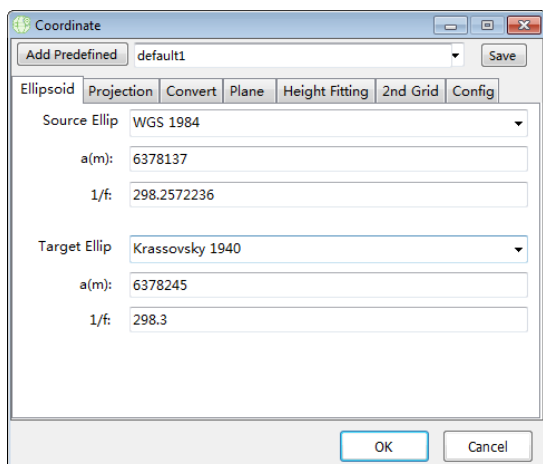 Coordinate
Add Predefined default1 Save
Ellipsoid Projection Convert Plane Height Fitting 2nd Grid Config
Source Ellip WGS 1984
a(m): 6378137
1/f: 298.2572236
Target Ellip Krassovsky 1940
a(m): 6378245
1/f: 298.3
OK Cancel